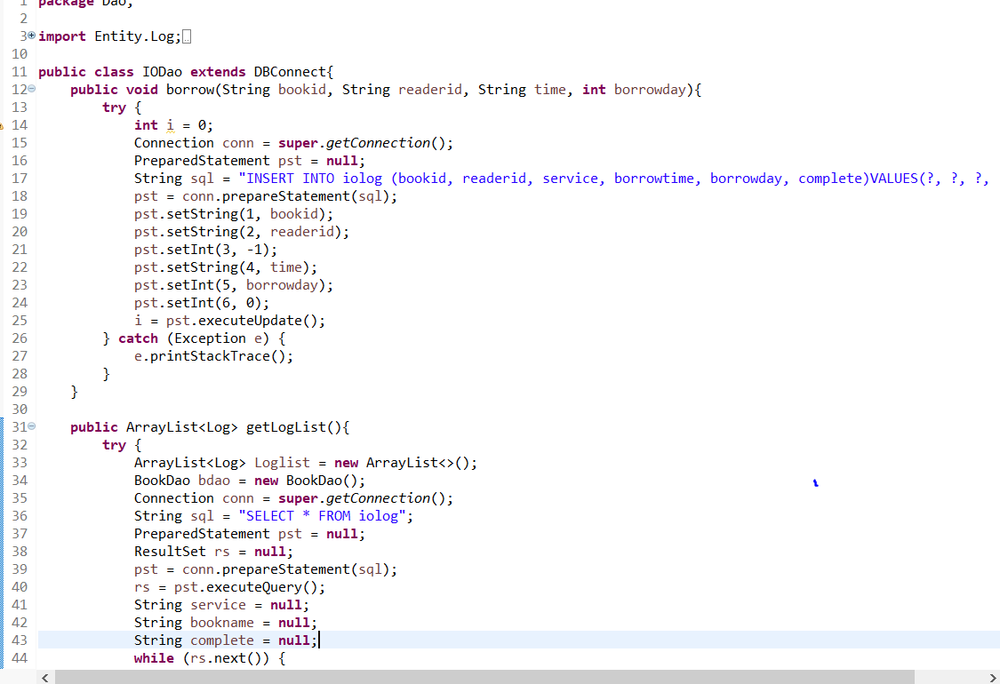 1 package Dao;
2
3 import Entity.Log;
10
11 public class IODao extends DBConnect{
12     public void borrow(String bookid, String readerid, String time, int borrowday){
13         try {
14             int i = 0;
15             Connection conn = super.getConnection();
16             PreparedStatement pst = null;
17             String sql = "INSERT INTO iolog (bookid, readerid, service, borrowtime, borrowday, complete)VALUES(?, ?, ?,
18             pst = conn.prepareStatement(sql);
19             pst.setString(1, bookid);
20             pst.setString(2, readerid);
21             pst.setInt(3, -1);
22             pst.setString(4, time);
23             pst.setInt(5, borrowday);
24             pst.setInt(6, 0);
25             i = pst.executeUpdate();
26         } catch (Exception e) {
27             e.printStackTrace();
28         }
29     }
30
31     public ArrayList<Log> getLogList(){
32         try {
33             ArrayList<Log> Loglist = new ArrayList<>();
34             BookDao bdao = new BookDao();
35             Connection conn = super.getConnection();
36             String sql = "SELECT * FROM iolog";
37             PreparedStatement pst = null;
38             ResultSet rs = null;
39             pst = conn.prepareStatement(sql);
40             rs = pst.executeQuery();
41             String service = null;
42             String bookname = null;
43             String complete = null;
44             while (rs.next()) {